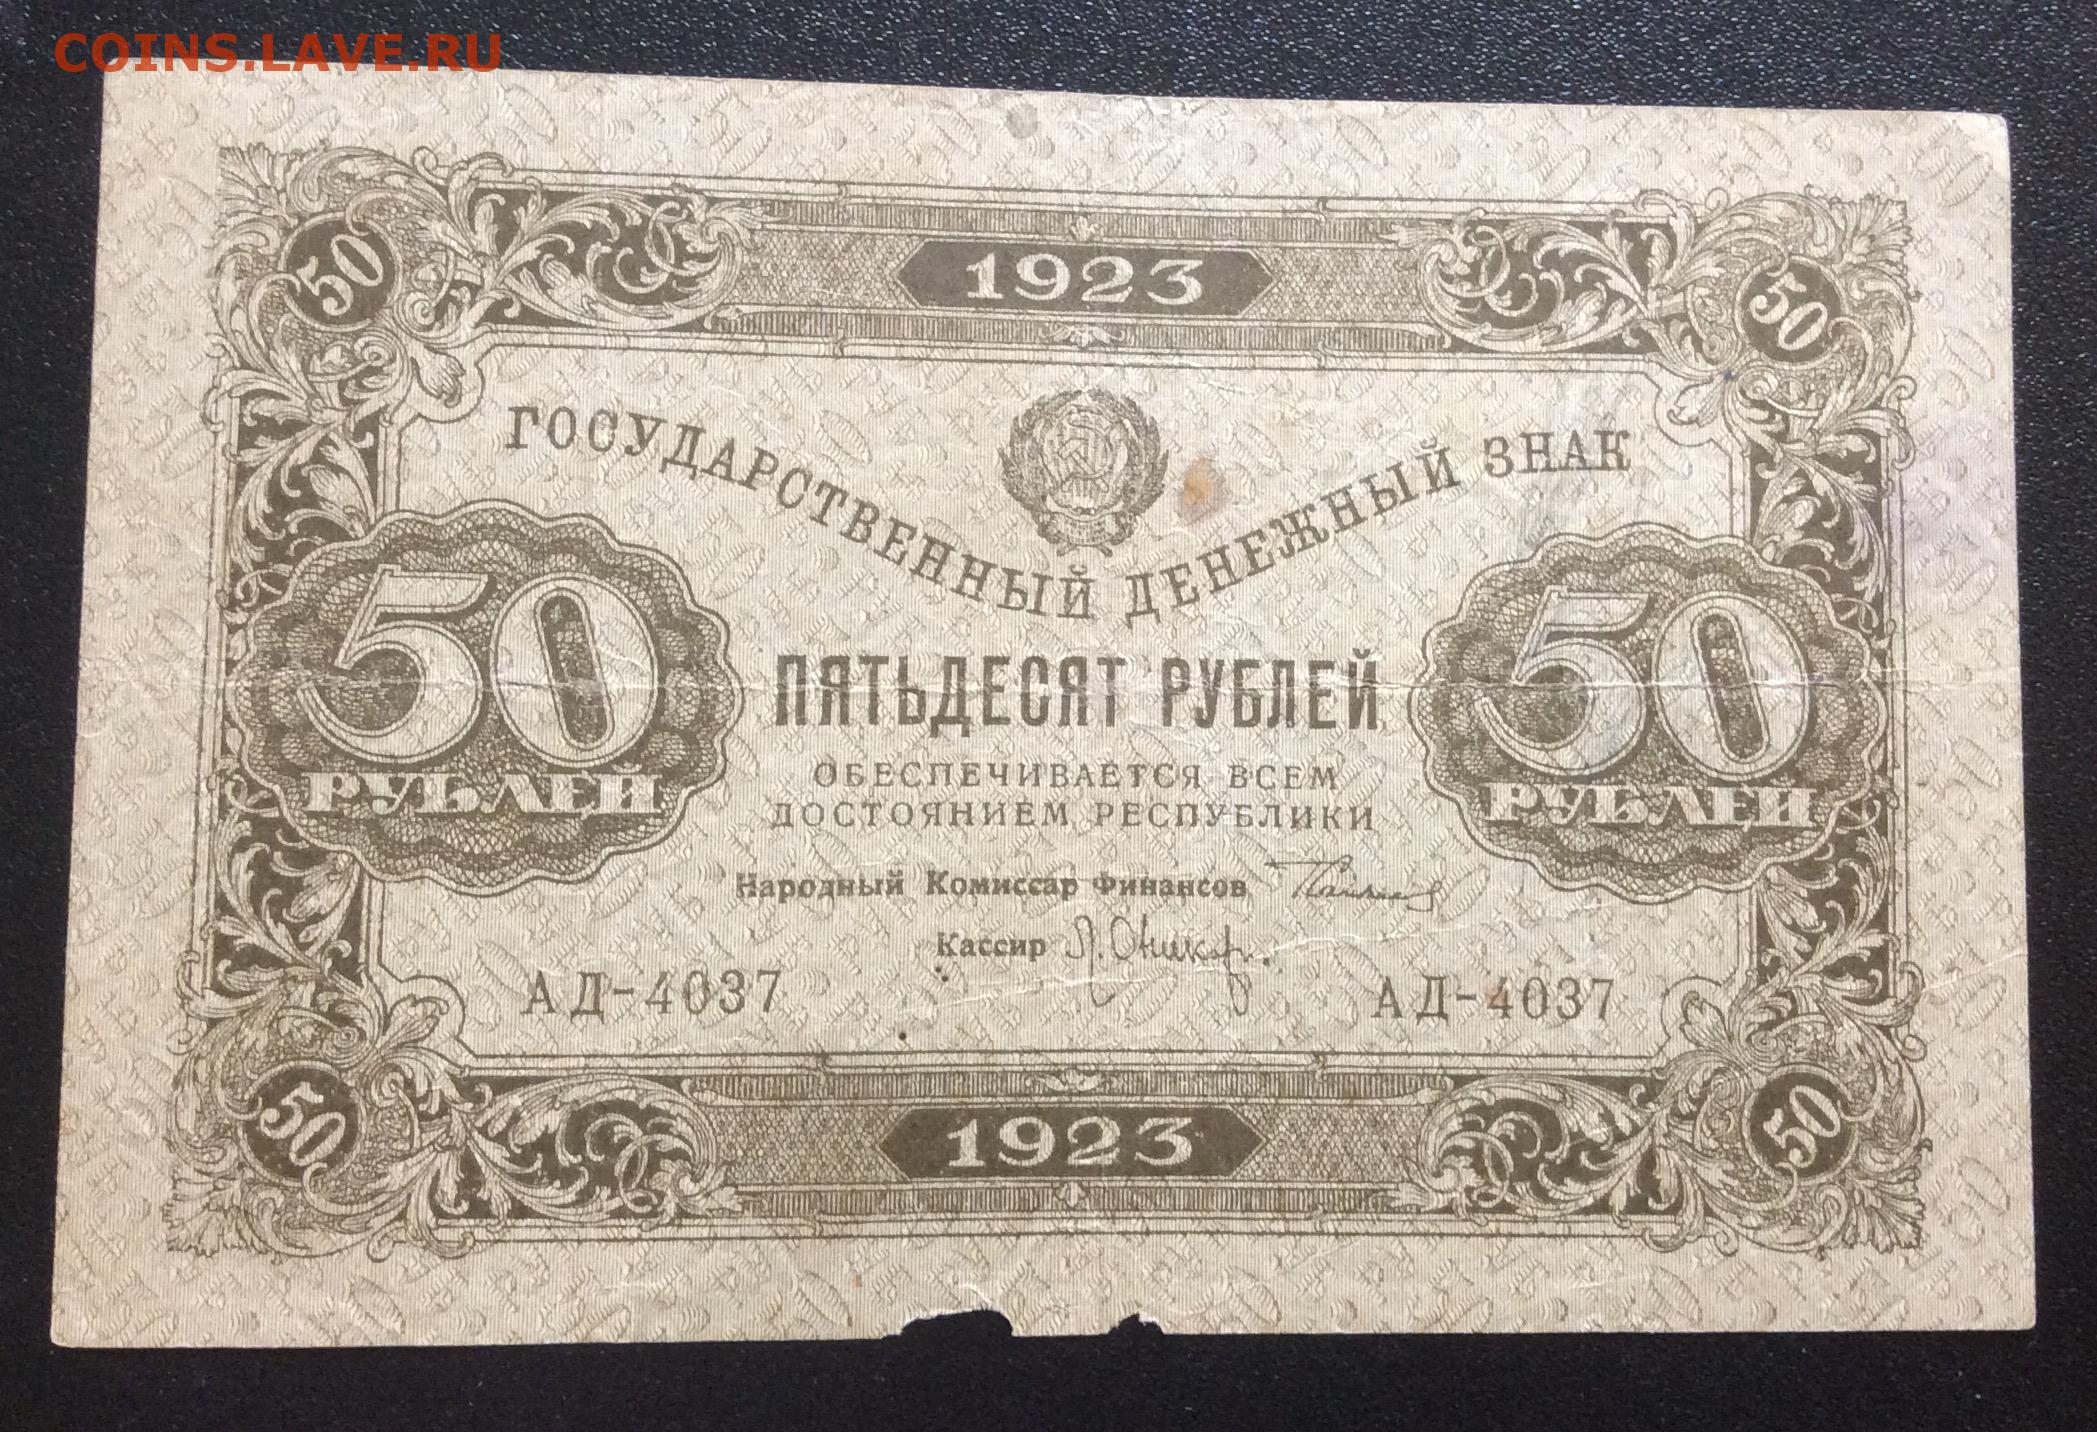 COINS.LAVE.RU
1923
50 50
ГОСУДАРСТВЕННЫЙ ДЕНЕЖНЫЙ ЗНАК
50 РУБЛЕЙ
ПЯТЬДЕСЯТ РУБЛЕЙ
50 РУБЛЕЙ
ОБЕСПЕЧИВАЕТСЯ ВСЕМ
ДОСТОЯНИЕМ РЕСПУБЛИКИ
Народный Комиссар Финансов
Кассир
АД-4037 АД-4037
50 50
1923